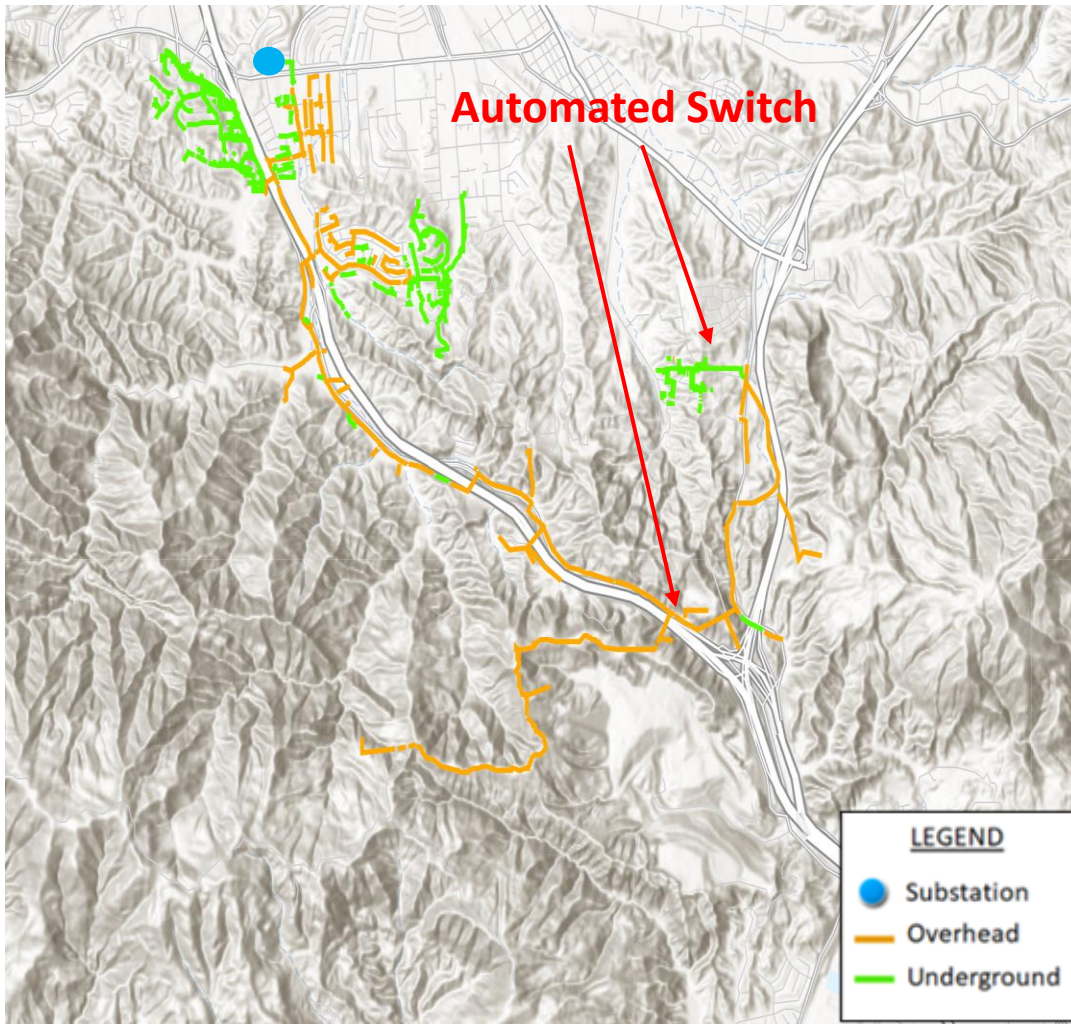 Automated Switch
LEGEND
Substation
Overhead
Underground